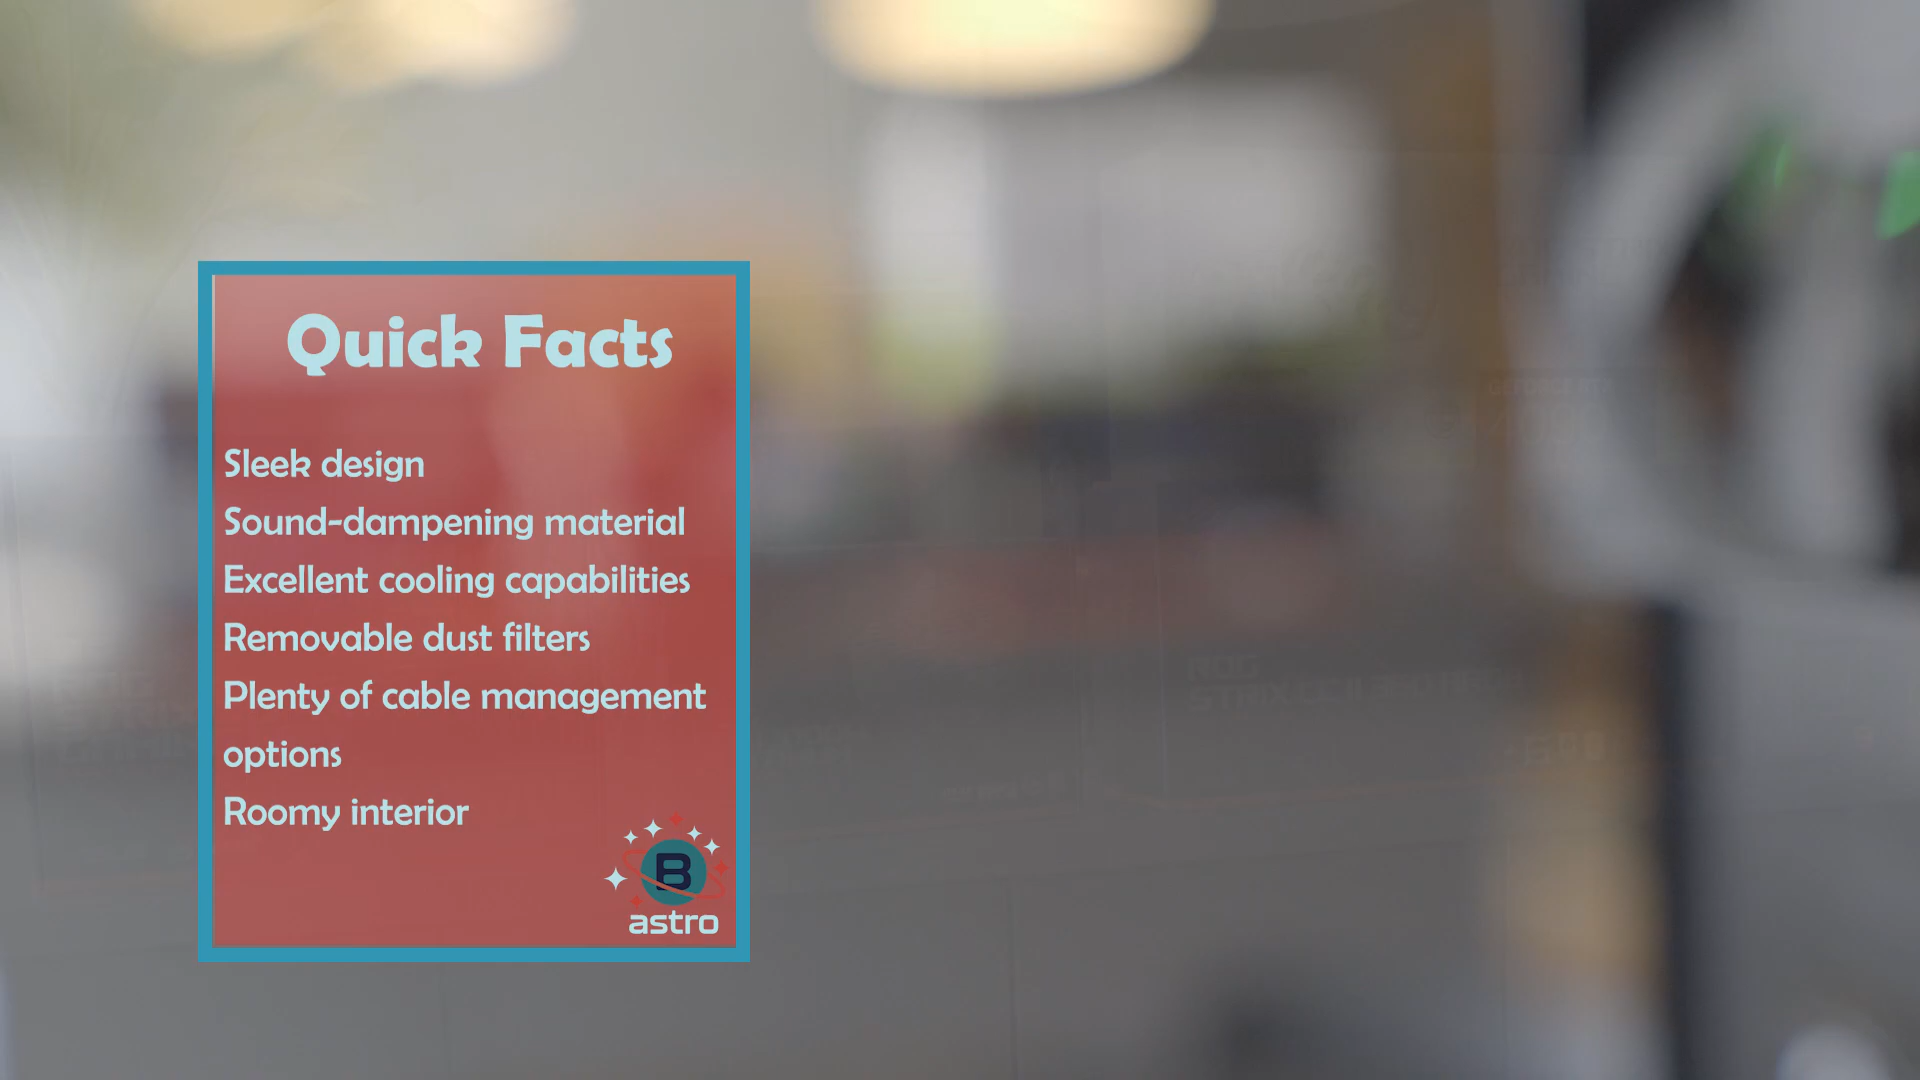 Quick Facts
Sleek design
Sound-dampening material
Excellent cooling capabilities
Removable dust filters
Plenty of cable management
options
Roomy interior
B
astro